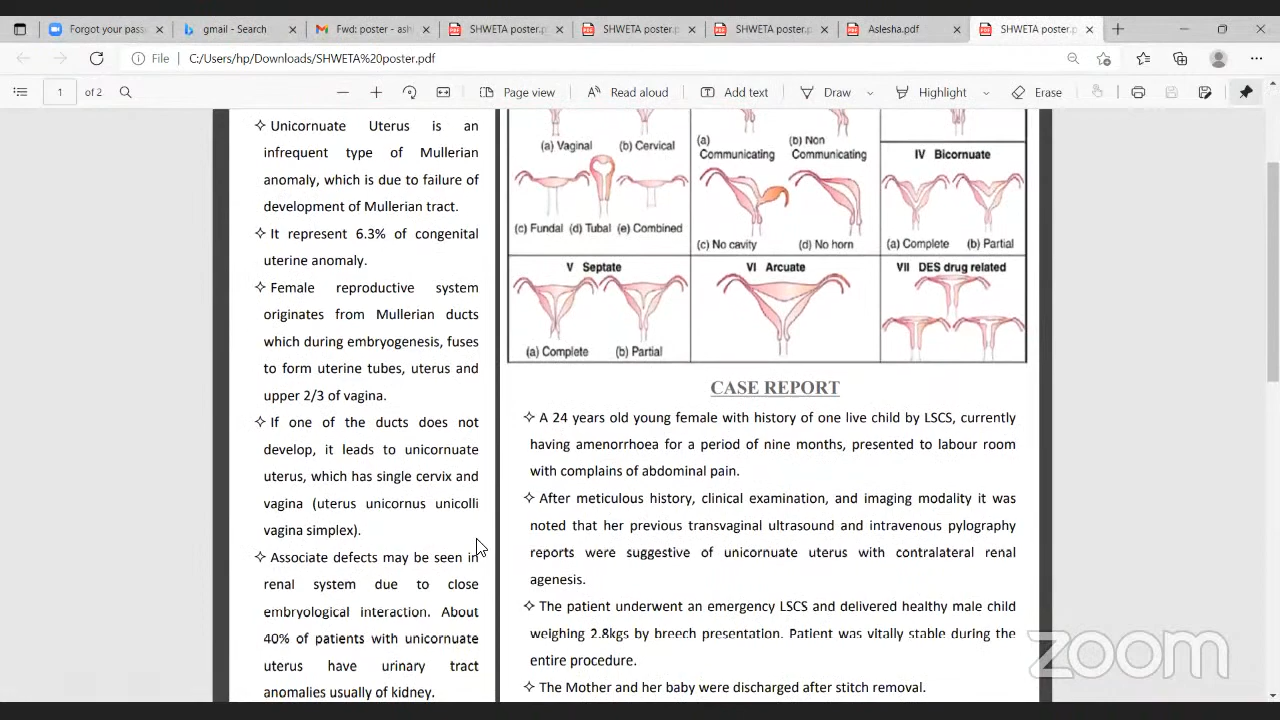 Forgot your pass
gmail - Search
Fwd: poster - ash
SHWETA poster.p
SHWETA poster.p
SHWETA poster.p
Aslesha.pdf
SHWETA poster.p
File
C:/Users/hp/Downloads/SHWETA%20poster.pdf
1 of 2
Page view
Read aloud
Add text
Draw
Highlight
Erase
✧ Unicornuate Uterus is an
infrequent type of Mullerian
anomaly, which is due to failure of
development of Mullerian tract.
✧ It represent 6.3% of congenital
uterine anomaly.
✧ Female reproductive system
originates from Mullerian ducts
which during embryogenesis, fuses
to form uterine tubes, uterus and
upper 2/3 of vagina.
✧ If one of the ducts does not
develop, it leads to unicornuate
uterus, which has single cervix and
vagina (uterus unicornus unicolli
vagina simplex).
✧ Associate defects may be seen in
renal system due to close
embryological interaction. About
40% of patients with unicornuate
uterus have urinary tract
anomalies usually of kidney.
(a) Vaginal (b) Cervical
(c) Fundal (d) Tubal (e) Combined
(a) Communicating
(b) Non Communicating
(c) No cavity (d) No horn
IV Bicornuate
(a) Complete (b) Partial
V Septate
(a) Complete (b) Partial
VI Arcuate
VII DES drug related
CASE REPORT
✧ A 24 years old young female with history of one live child by LSCS, currently
having amenorrhoea for a period of nine months, presented to labour room
with complains of abdominal pain.
✧ After meticulous history, clinical examination, and imaging modality it was
noted that her previous transvaginal ultrasound and intravenous pylography
reports were suggestive of unicornuate uterus with contralateral renal
agenesis.
✧ The patient underwent an emergency LSCS and delivered healthy male child
weighing 2.8kgs by breech presentation. Patient was vitally stable during the
entire procedure.
✧ The Mother and her baby were discharged after stitch removal.
zoom